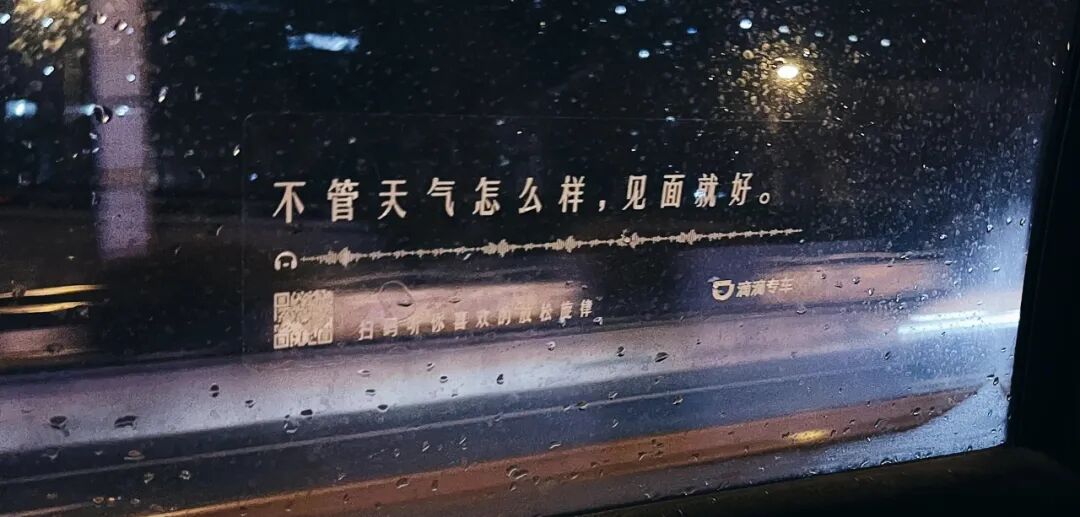 不管天气怎么样，见面就好。
滴滴专车
扫码听你喜欢的放松旋律